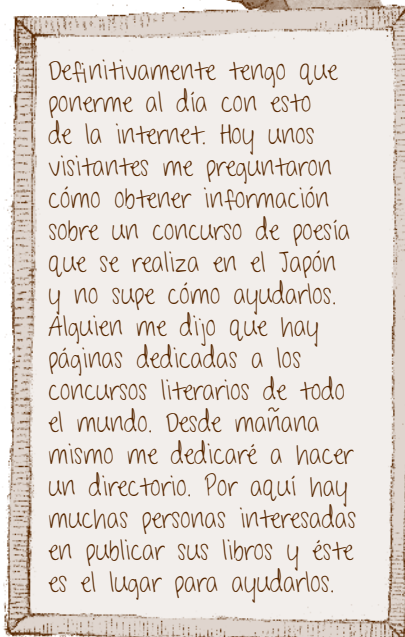 Definitivamente tengo que
ponerme al día con esto
de la internet. Hoy unos
visitantes me preguntaron
cómo obtener información
sobre un concurso de poesía
que se realiza en el Japón
y no supe cómo ayudarlos.
Alguien me dijo que hay
páginas dedicadas a los
concursos literarios de todo
el mundo. Desde mañana
mismo me dedicaré a hacer
un directorio. Por aquí hay
muchas personas interesadas
en publicar sus libros y éste
es el lugar para ayudarlos.